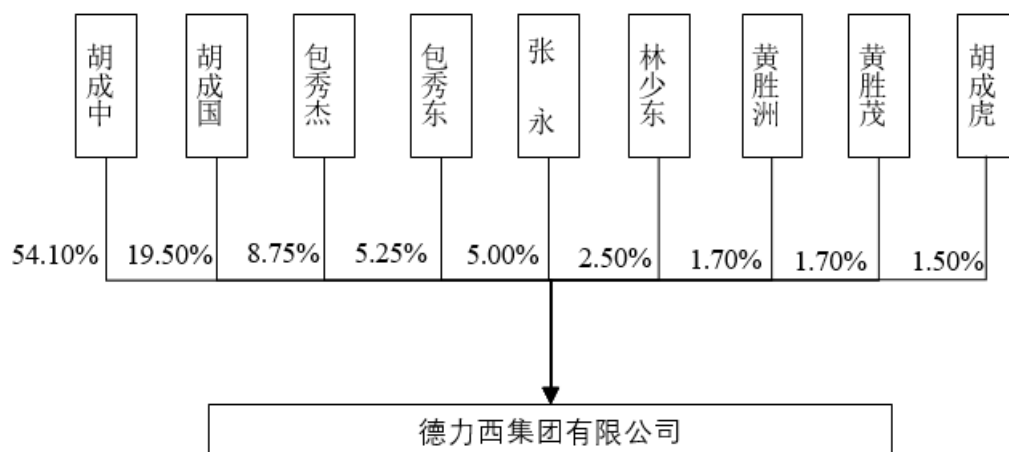 胡成中
胡成国
包秀杰
包秀东
张永
林少东
黄胜洲
黄胜茂
胡成虎
54.10%
19.50%
8.75%
5.25%
5.00%
2.50%
1.70%
1.70%
1.50%
德力西集团有限公司